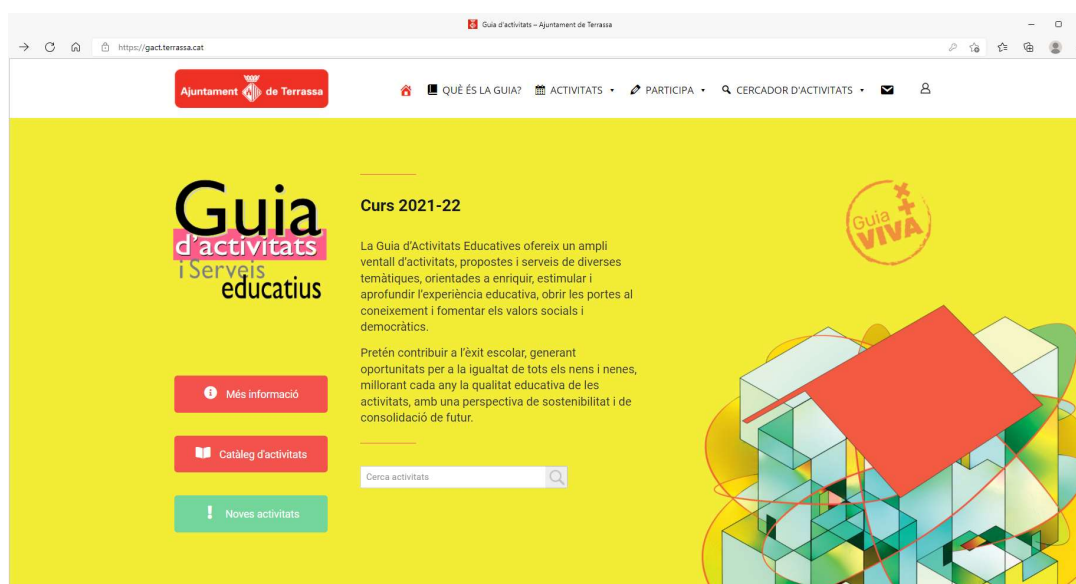 Guia d'activitats – Ajuntament de Terrassa
https://gact.terrassa.cat
Ajuntament de Terrassa
QUÈ ÉS LA GUIA? ACTIVITATS PARTICIPA CERCADOR D'ACTIVITATS
Guia
d'activitats
i Serveis
educatius
Curs 2021-22
La Guia d'Activitats Educatives ofereix un ampli
ventall d'activitats, propostes i serveis de diverses
temàtiques, orientades a enriquir, estimular i
aprofundir l'experiència educativa, obrir les portes al
coneixement i fomentar els valors socials i
democràtics.
Pretén contribuir a l'èxit escolar, generant
oportunitats per a la igualtat de tots els nens i nenes,
millorant cada any la qualitat educativa de les
activitats, amb una perspectiva de sostenibilitat i de
consolidació de futur.
Cerca activitats
Més informació
Catàleg d'activitats
Noves activitats
Guia
VIVA